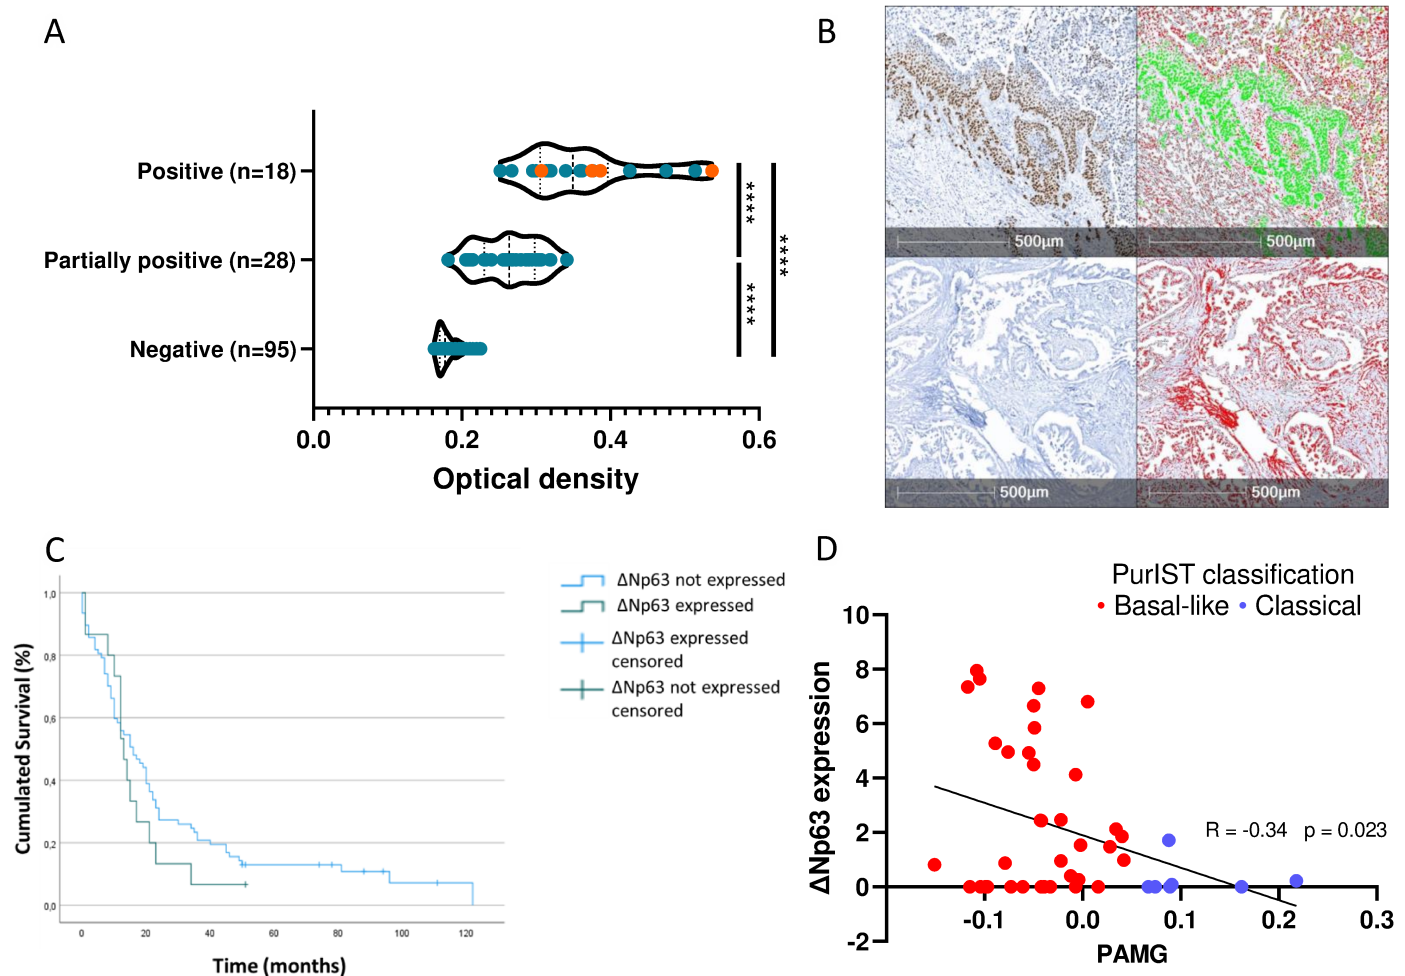 A
Positive (n=18)
Partially positive (n=28)
Negative (n=95)
****
****
****
0.0 0.2 0.4 0.6
Optical density
B
500µm 500µm
500µm 500µm
C
Cumulated Survival (%)
1,0
0,8
0,6
0,4
0,2
0,0
0 20 40 60 80 100 120
Time (months)
ΔNp63 not expressed
ΔNp63 expressed
ΔNp63 expressed
censored
ΔNp63 not expressed
censored
D
PurIST classification
Basal-like Classical
ΔNp63 expression
10
8
6
4
2
0
-2
R = -0.34 p = 0.023
-0.1 0.0 0.1 0.2 0.3
PAMG